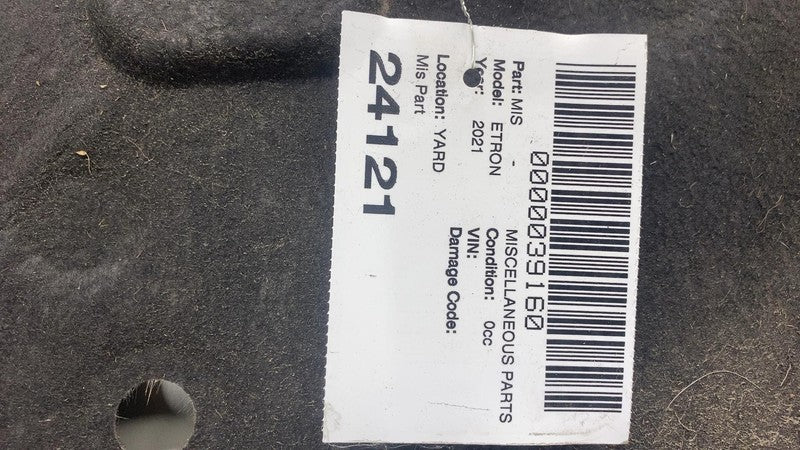 0000039160
Part: MIS - MISCELLANEOUS PARTS
Model: ETRON Condition: 0cc
Year: 2021 VIN:
Damage Code:
Location: YARD
Mis Part
24121